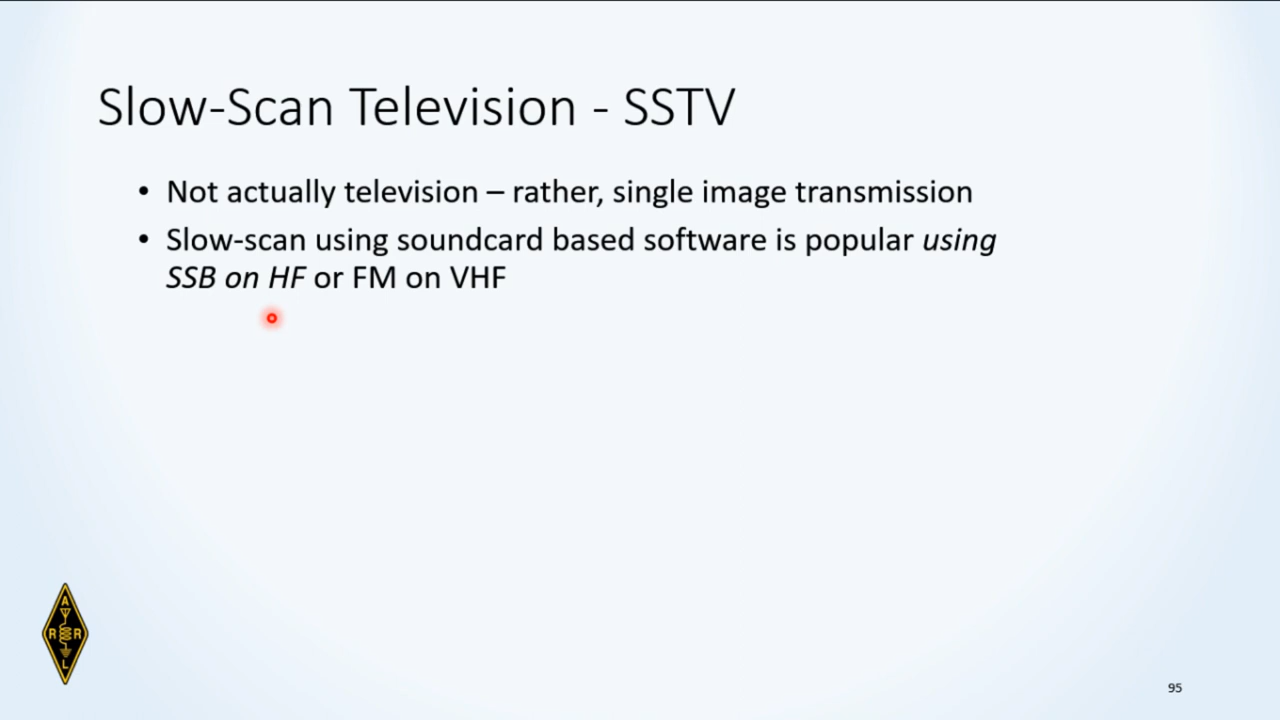 Slow-Scan Television - SSTV
• Not actually television – rather, single image transmission
• Slow-scan using soundcard based software is popular using
SSB on HF or FM on VHF
A
R R
L
95